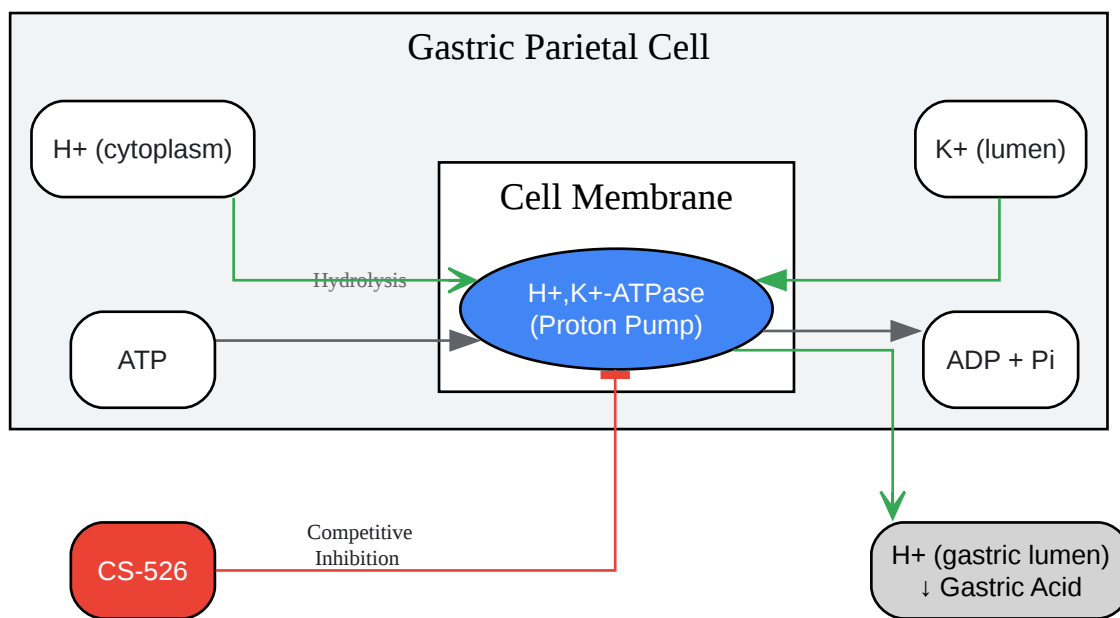 Gastric Parietal Cell
H+ (cytoplasm)
K+ (lumen)
Cell Membrane
Hydrolysis
H+,K+-ATPase
(Proton Pump)
ATP
ADP + Pi
Competitive
Inhibition
CS-526
H+ (gastric lumen)
↓ Gastric Acid